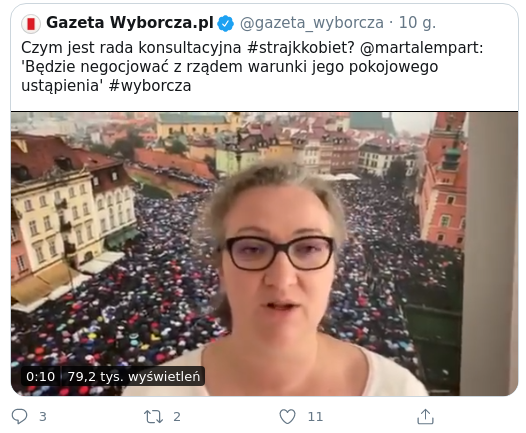 Gazeta Wyborcza.pl @gazeta_wyborcza · 10 g.
Czym jest rada konsultacyjna #strajkkobiet? @martalempart:
'Będzie negocjować z rządem warunki jego pokojowego
ustąpienia' #wyborcza
0:10 79,2 tys. wyświetleń
3 2 11